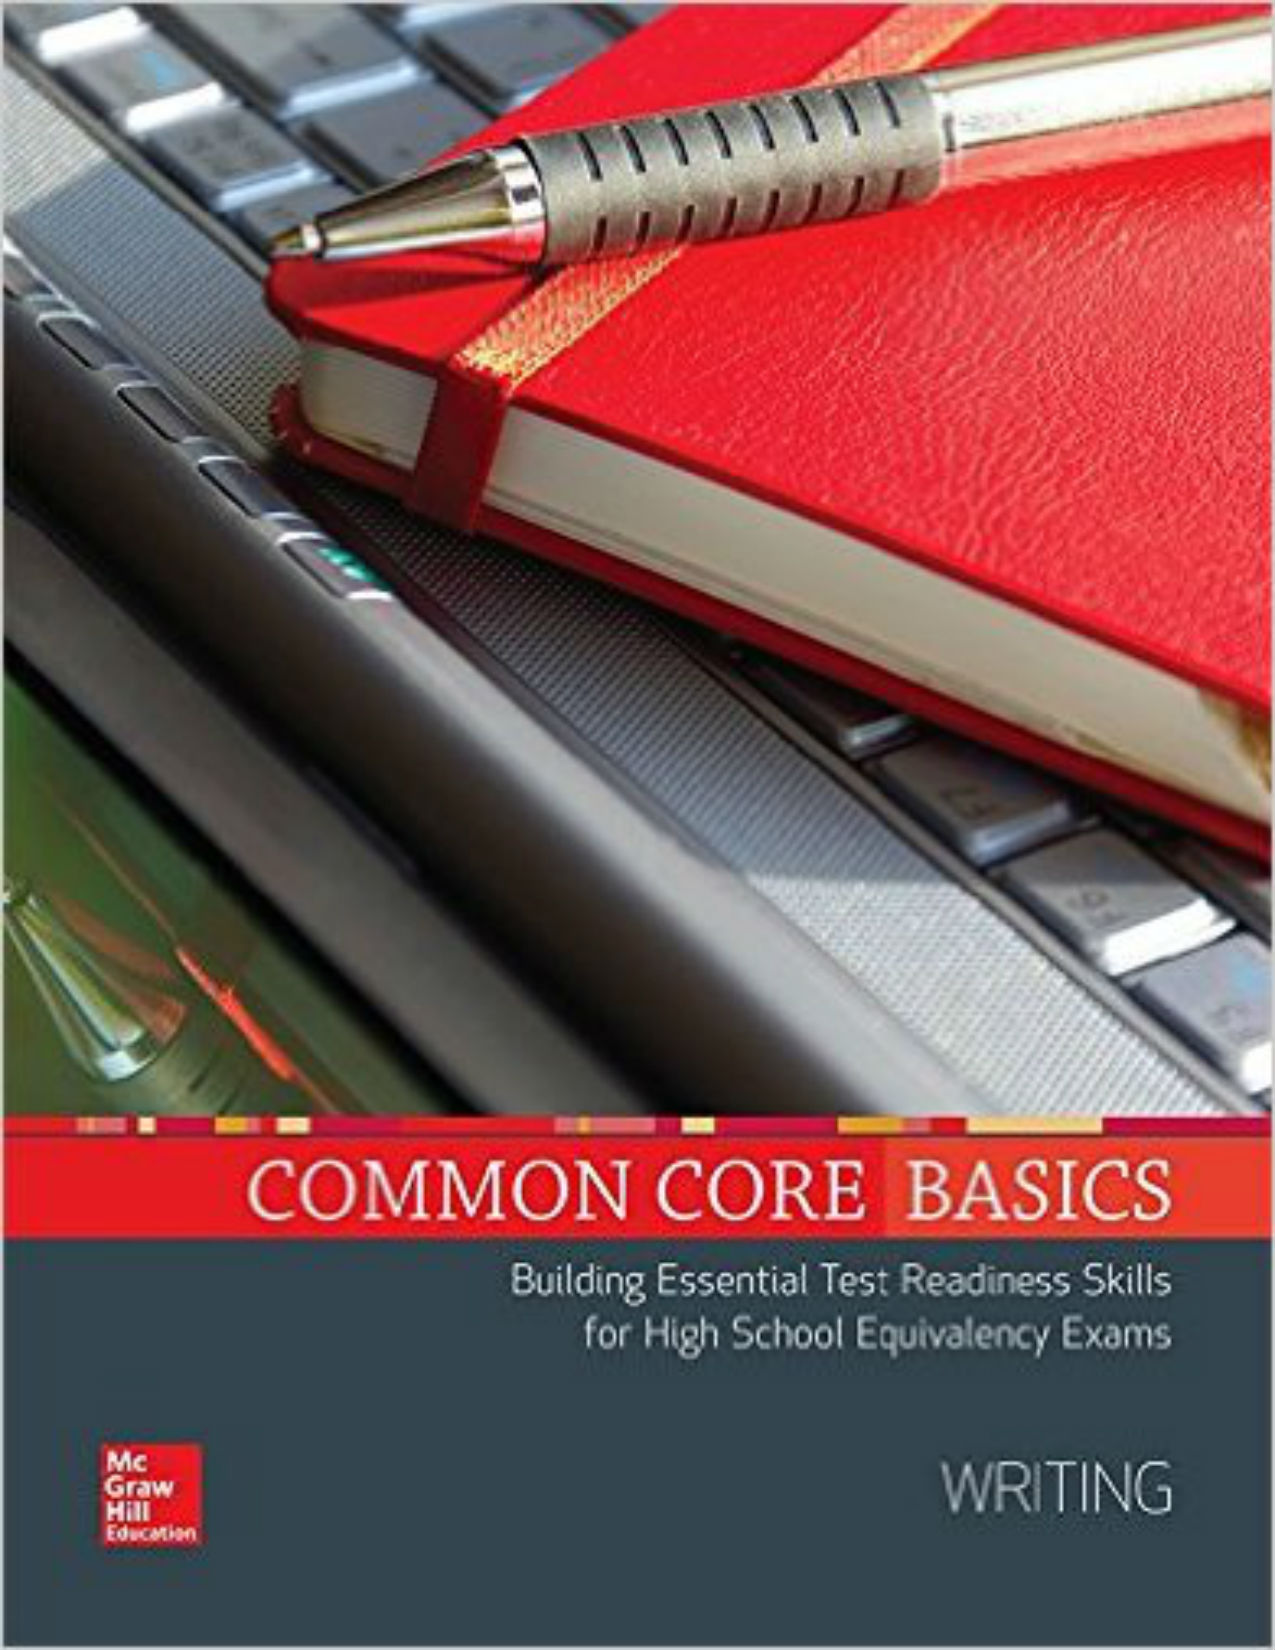 COMMON CORE BASICS
Building Essential Test Readiness Skills
for High School Equivalency Exams
Mc
Graw
Hill
Education
WRITING